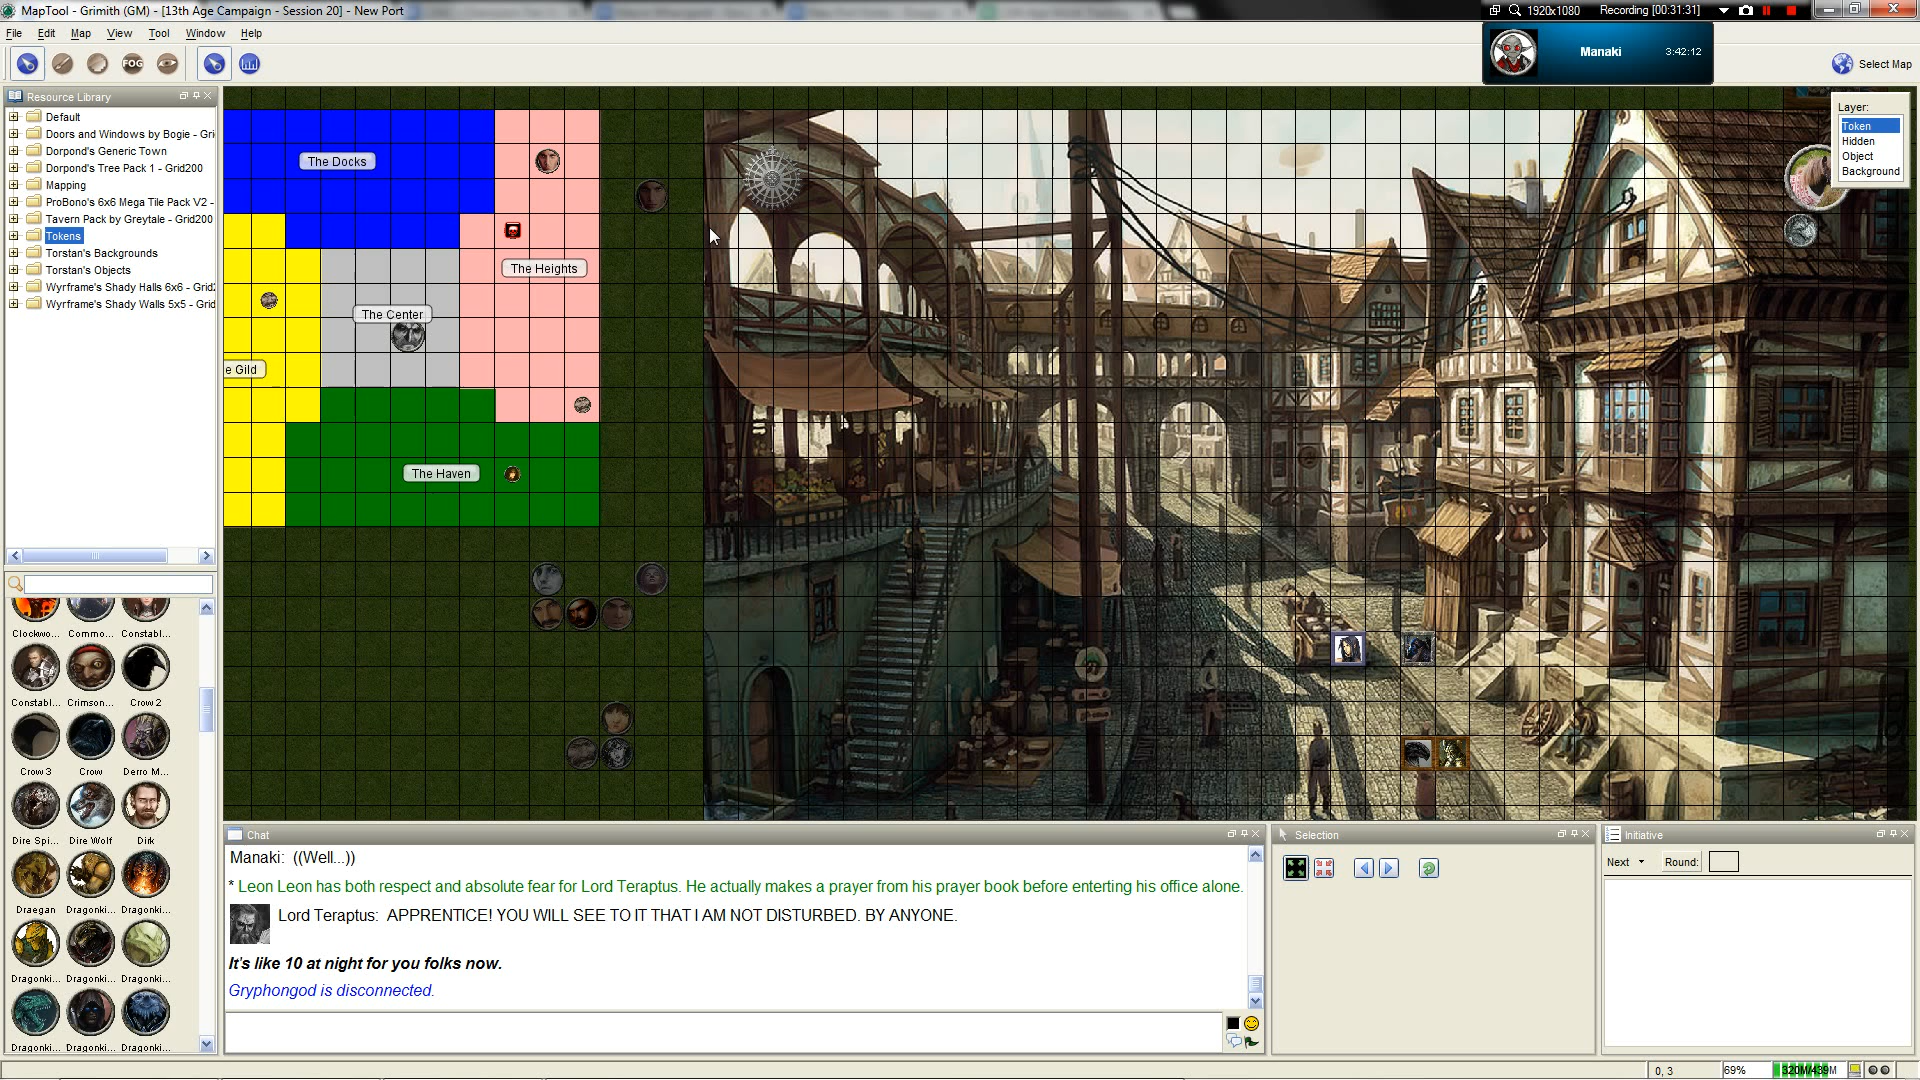 MapTool - Grimith (GM) - [13th Age Campaign - Session 20] - New Port
1920x1080
Recording [00:31:31]
File Edit Map View Tool Window Help
Manaki
3:42:12
FOG
Select Map
Resource Library
Default
Doors and Windows by Bogie - Gri
Dorpond's Generic Town
Dorpond's Tree Pack 1 - Grid200
Mapping
ProBono's 6x6 Mega Tile Pack V2 -
Tavern Pack by Greytale - Grid200
Tokens
Torstan's Backgrounds
Torstan's Objects
Wyrframe's Shady Halls 6x6 - Grid2
Wyrframe's Shady Walls 5x5 - Grid
Layer:
Token
Hidden
Object
Background
The Docks
The Heights
The Center
e Gild
The Haven
Clockwo... Commo... Constabl...
Constabl... Crimson... Crow 2
Crow 3 Crow Derro M...
Dire Spi... Dire Wolf Dirk
Draegan Dragonki... Dragonki...
Dragonki... Dragonki... Dragonki...
Dragonki... Dragonki... Dragonki...
Chat
Manaki: ((Well...))
* Leon Leon has both respect and absolute fear for Lord Teraptus. He actually makes a prayer from his prayer book before enterting his office alone.
Lord Teraptus: APPRENTICE! YOU WILL SEE TO IT THAT I AM NOT DISTURBED. BY ANYONE.
It's like 10 at night for you folks now.
Gryphongod is disconnected.
Selection
Initiative
Next
Round:
0, 3
69%
320M/439M